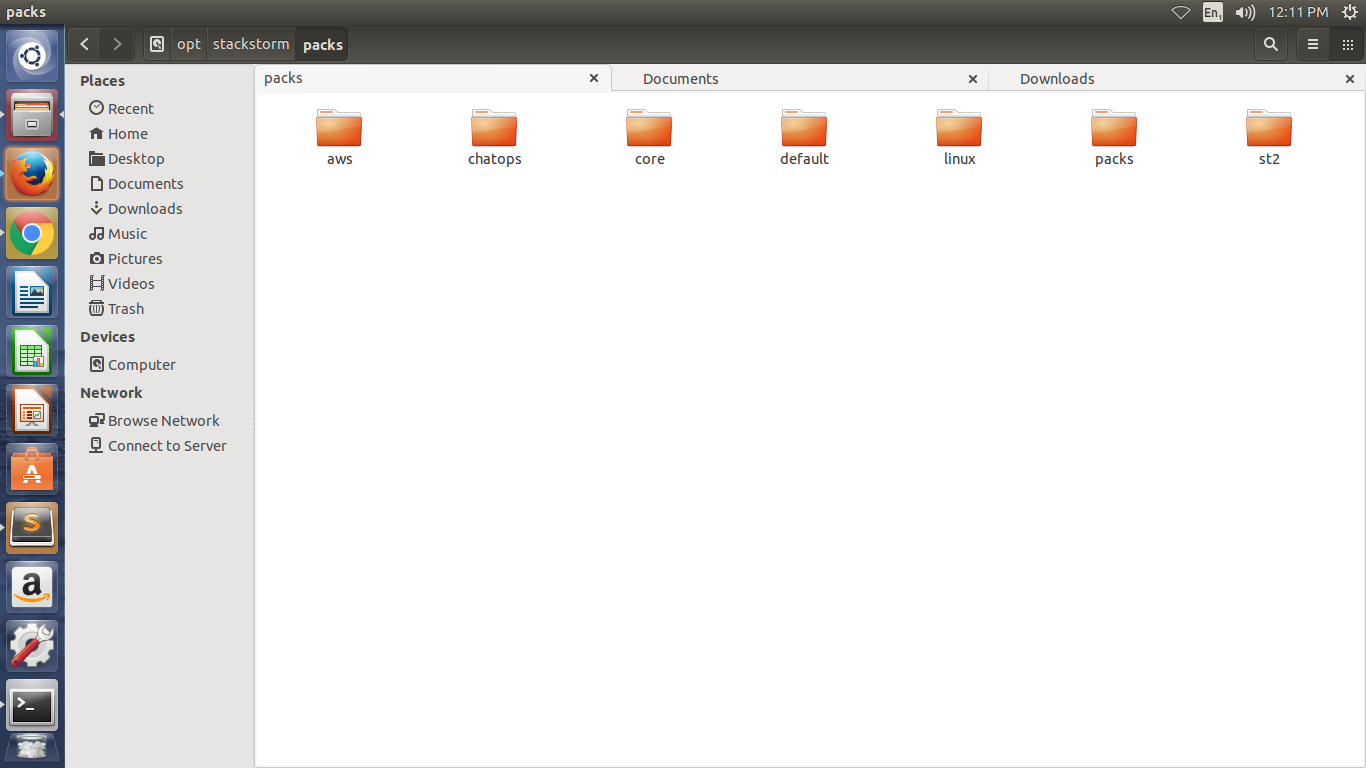 packs
En1
12:11 PM
opt
stackstorm
packs
Places
Recent
Home
Desktop
Documents
Downloads
Music
Pictures
Videos
Trash
Devices
Computer
Network
Browse Network
Connect to Server
packs
Documents
Downloads
aws
chatops
core
default
linux
packs
st2
A
S
a
>_